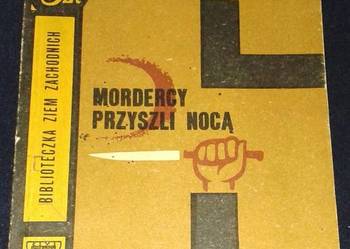 BIBLIOTECZKA ZIEM ZACHODNICH
MORDERCY
PRZYSZLI NOCĄ